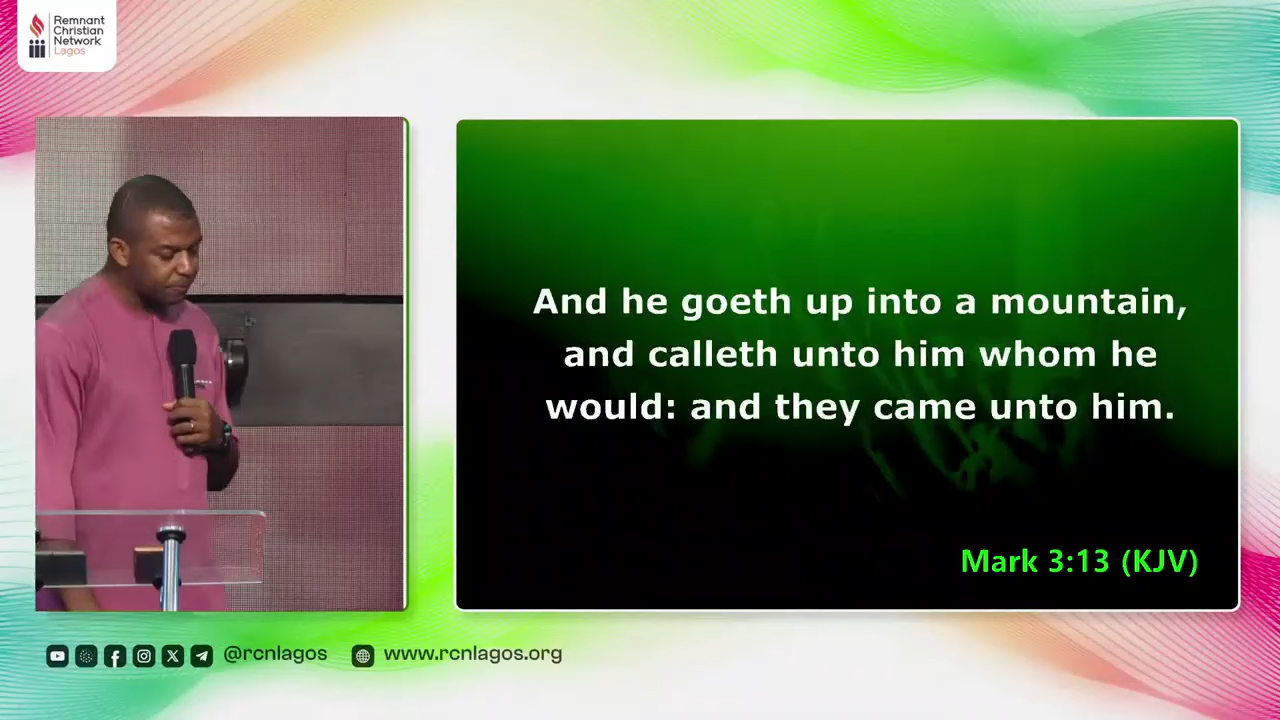 Remnant
Christian
Network
Lagos
And he goeth up into a mountain,
and calleth unto him whom he
would: and they came unto him.
Mark 3:13 (KJV)
@rcnlagos
www.rcnlagos.org